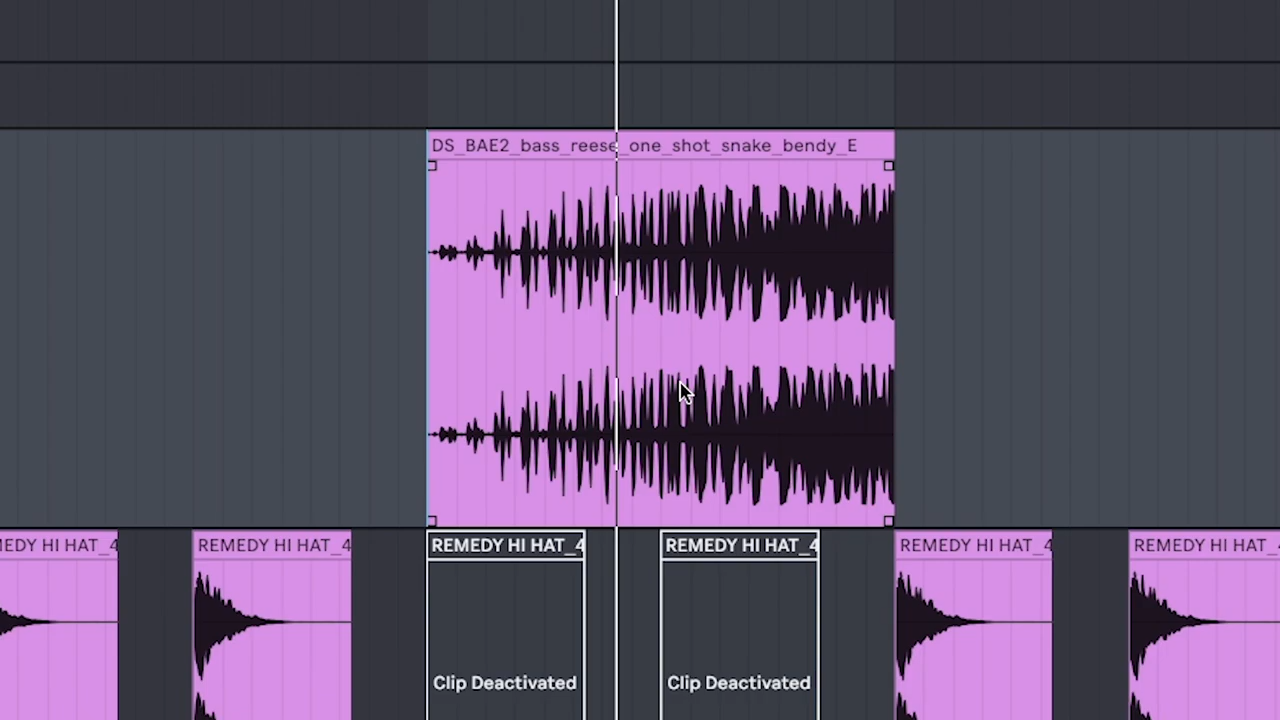 DS_BAE2_bass_reese_one_shot_snake_bendy_E
EDY HI HAT_4
REMEDY HI HAT_4
REMEDY HI HAT_4
REMEDY HI HAT_4
REMEDY HI HAT_4
REMEDY HI HAT_4
Clip Deactivated
Clip Deactivated